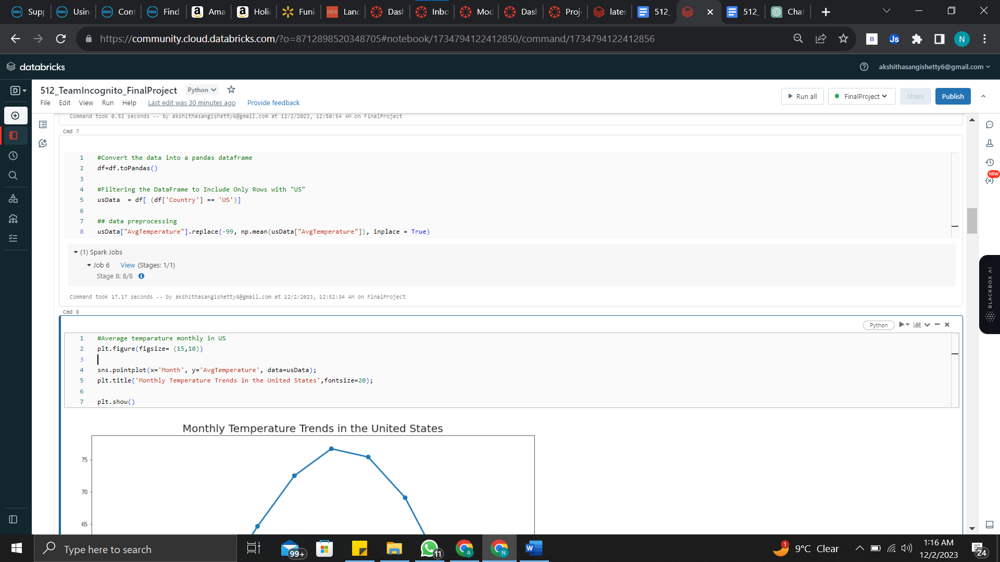 Supp
Usin
Cont
Find
Ama
Holic
Funi
Land
Dash
Inbo
Mod
Dash
Proje
lates
512_
512_
Chat
https://community.cloud.databricks.com/?o=8712898520348705#notebook/1734794122412850/command/1734794122412856
databricks
akshithasangishetty6@gmail.com
512_TeamIncognito_FinalProject Python
File Edit View Run Help Last edit was 30 minutes ago Provide feedback
Run all FinalProject Share Publish
Command took 0.52 seconds -- by akshithasangishetty6@gmail.com at 12/2/2023, 12:50:54 AM on FinalProject
Cmd 7
1 #Convert the data into a pandas dataframe
2 df=df.toPandas()
3
4 #Filtering the DataFrame to Include Only Rows with "US"
5 usData  = df[ (df['Country'] == 'US')]
6
7 ## data preprocessing
8 usData["AvgTemperature"].replace(-99, np.mean(usData["AvgTemperature"]), inplace = True)
(1) Spark Jobs
Job 6 View (Stages: 1/1)
Stage 8: 8/8
Command took 17.17 seconds -- by akshithasangishetty6@gmail.com at 12/2/2023, 12:52:34 AM on FinalProject
Cmd 8
Python
1 #Average temparature monthly in US
2 plt.figure(figsize= (15,10))
3
4 sns.pointplot(x='Month', y='AvgTemperature', data=usData);
5 plt.title('Monthly Temperature Trends in the United States',fontsize=20);
6
7 plt.show()
Monthly Temperature Trends in the United States
75
70
65
NEW
BLACKBOX AI
Type here to search
99+
11
1
9°C Clear
1:16 AM
12/2/2023
24